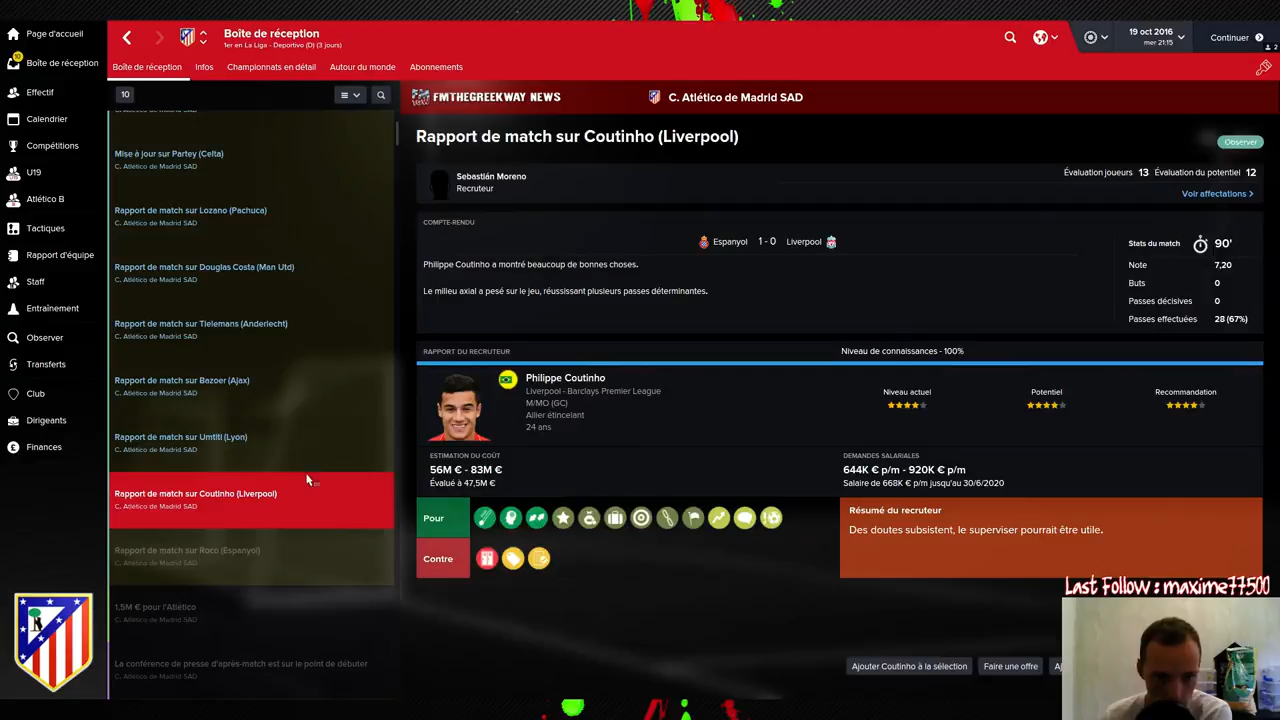 Page d'accueil
10
Boîte de réception
Effectif
Calendrier
Compétitions
U19
Atlético B
Tactiques
Rapport d'équipe
Staff
Entraînement
Observer
Transferts
Club
Dirigeants
Finances
Boîte de réception
1er en La Liga - Deportivo (D) (3 jours)
19 oct 2016
mer 21:15
Continuer
2
Boîte de réception
Infos
Championnats en détail
Autour du monde
Abonnements
10
C. Atlético de Madrid SAD
Mise à jour sur Partey (Celta)
C. Atlético de Madrid SAD
Rapport de match sur Lozano (Pachuca)
C. Atlético de Madrid SAD
Rapport de match sur Douglas Costa (Man Utd)
C. Atlético de Madrid SAD
Rapport de match sur Tielemans (Anderlecht)
C. Atlético de Madrid SAD
Rapport de match sur Bazoer (Ajax)
C. Atlético de Madrid SAD
Rapport de match sur Umtiti (Lyon)
C. Atlético de Madrid SAD
Rapport de match sur Coutinho (Liverpool)
C. Atlético de Madrid SAD
Rapport de match sur Roco (Espanyol)
C. Atlético de Madrid SAD
1,5M € pour l'Atlético
C. Atlético de Madrid SAD
La conférence de presse d'après-match est sur le point de débuter
C. Atlético de Madrid SAD
FMTHEGREEKWAY NEWS
C. Atlético de Madrid SAD
Rapport de match sur Coutinho (Liverpool)
Observer
Sebastián Moreno
Recruteur
Évaluation joueurs 13 Évaluation du potentiel 12
Voir affectations
COMPTE-RENDU
Espanyol 1 - 0 Liverpool
Philippe Coutinho a montré beaucoup de bonnes choses.
Le milieu axial a pesé sur le jeu, réussissant plusieurs passes déterminantes.
Stats du match 90'
Note 7,20
Buts 0
Passes décisives 0
Passes effectuées 28 (67%)
RAPPORT DU RECRUTEUR
Niveau de connaissances - 100%
Philippe Coutinho
Liverpool - Barclays Premier League
M/MO (GC)
Ailier étincelant
24 ans
Niveau actuel
Potentiel
Recommandation
ESTIMATION DU COÛT
56M € - 83M €
Évalué à 47,5M €
DEMANDES SALARIALES
644K € p/m - 920K € p/m
Salaire de 668K € p/m jusqu'au 30/6/2020
Pour
Contre
Résumé du recruteur
Des doutes subsistent, le superviser pourrait être utile.
Last Follow : maxime77500
Ajouter Coutinho à la sélection
Faire une offre
Aj